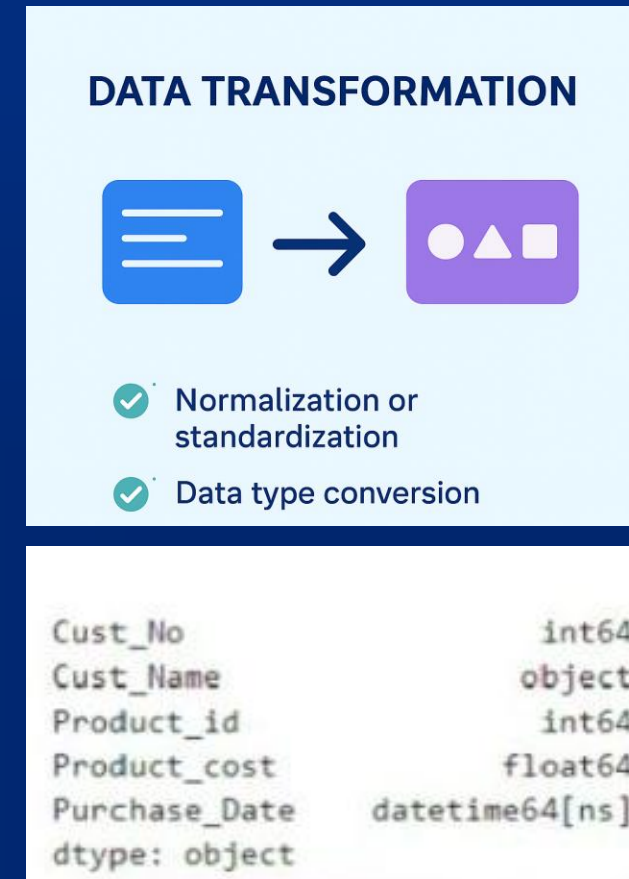 DATA TRANSFORMATION
Normalization or
standardization
Data type conversion
Cust_No int64
Cust_Name object
Product_id int64
Product_cost float64
Purchase_Date datetime64[ns]
dtype: object